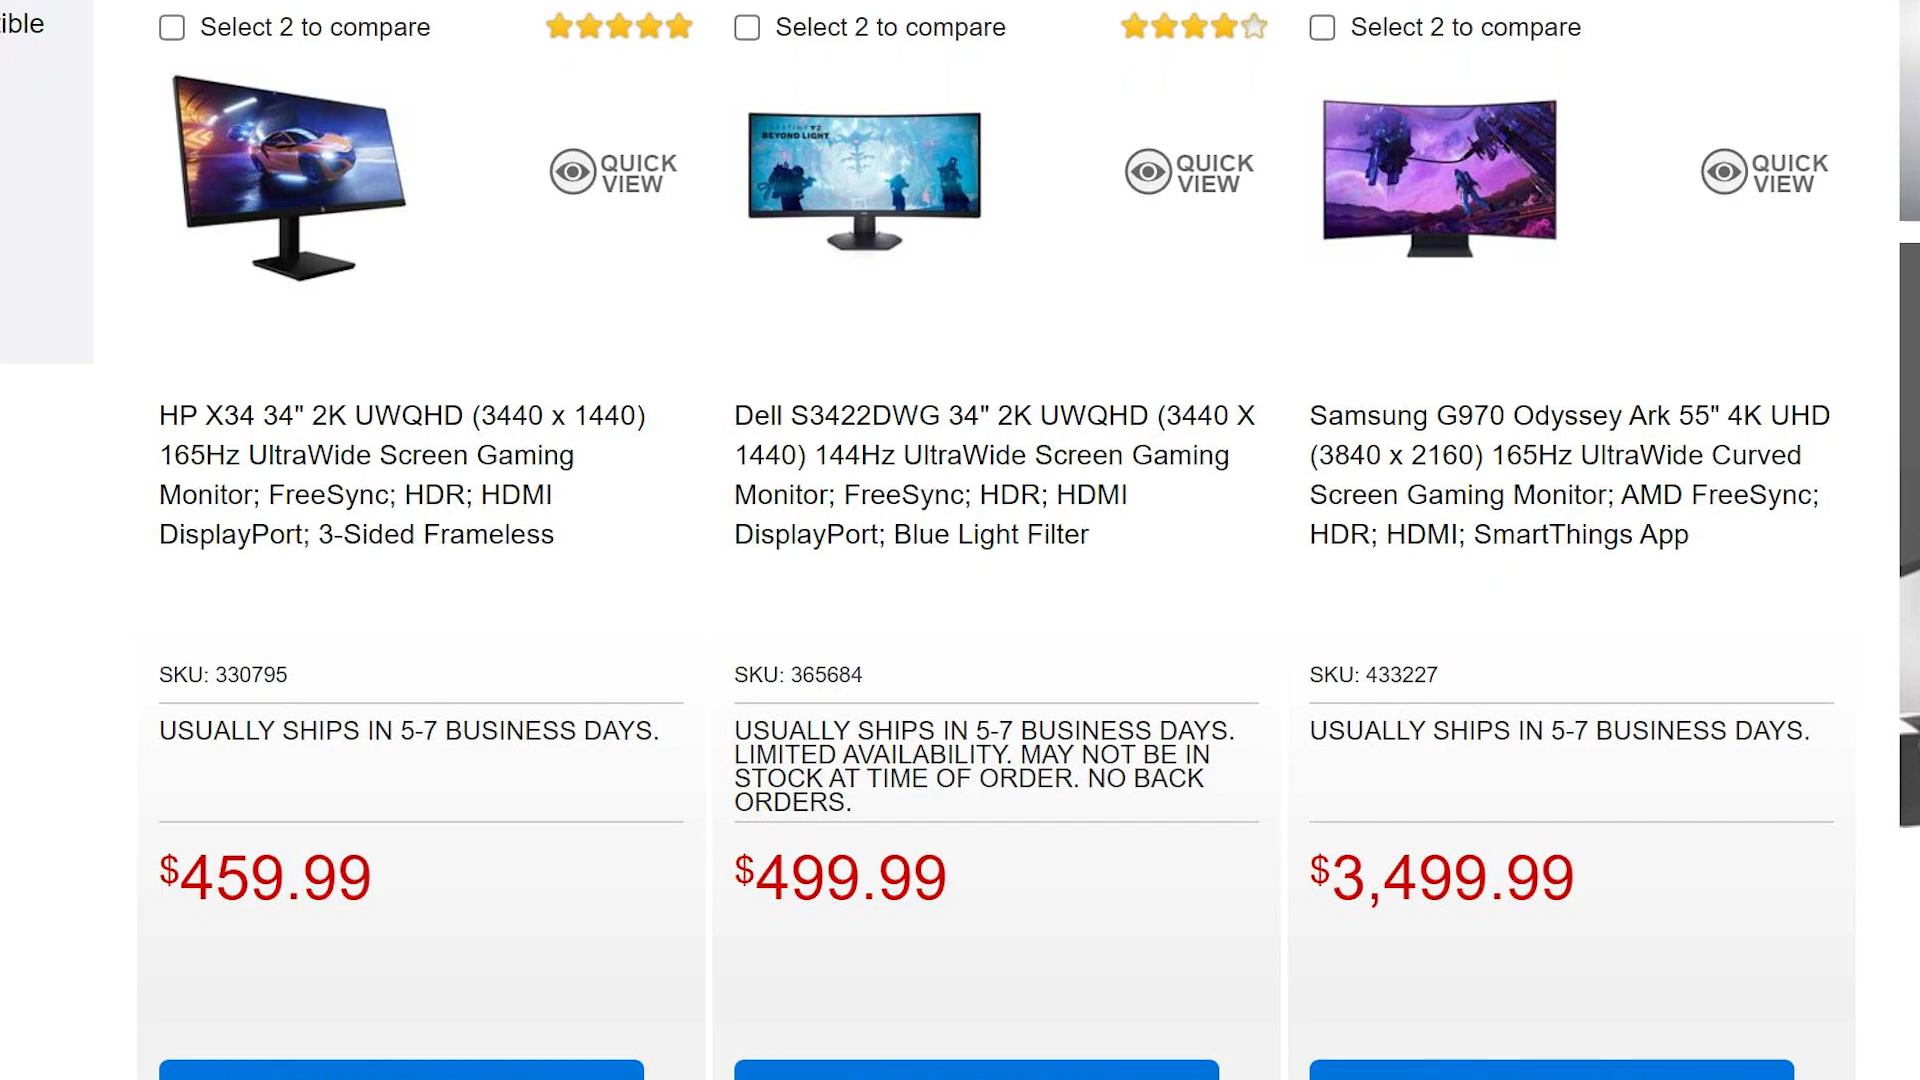 ible
Select 2 to compare
Select 2 to compare
Select 2 to compare
QUICK
VIEW
BEYOND LIGHT
QUICK
VIEW
QUICK
VIEW
HP X34 34" 2K UWQHD (3440 x 1440)
165Hz UltraWide Screen Gaming
Monitor; FreeSync; HDR; HDMI
DisplayPort; 3-Sided Frameless
Dell S3422DWG 34" 2K UWQHD (3440 X
1440) 144Hz UltraWide Screen Gaming
Monitor; FreeSync; HDR; HDMI
DisplayPort; Blue Light Filter
Samsung G970 Odyssey Ark 55" 4K UHD
(3840 x 2160) 165Hz UltraWide Curved
Screen Gaming Monitor; AMD FreeSync;
HDR; HDMI; SmartThings App
SKU: 330795
SKU: 365684
SKU: 433227
USUALLY SHIPS IN 5-7 BUSINESS DAYS.
USUALLY SHIPS IN 5-7 BUSINESS DAYS.
LIMITED AVAILABILITY. MAY NOT BE IN
STOCK AT TIME OF ORDER. NO BACK
ORDERS.
USUALLY SHIPS IN 5-7 BUSINESS DAYS.
$459.99
$499.99
$3,499.99